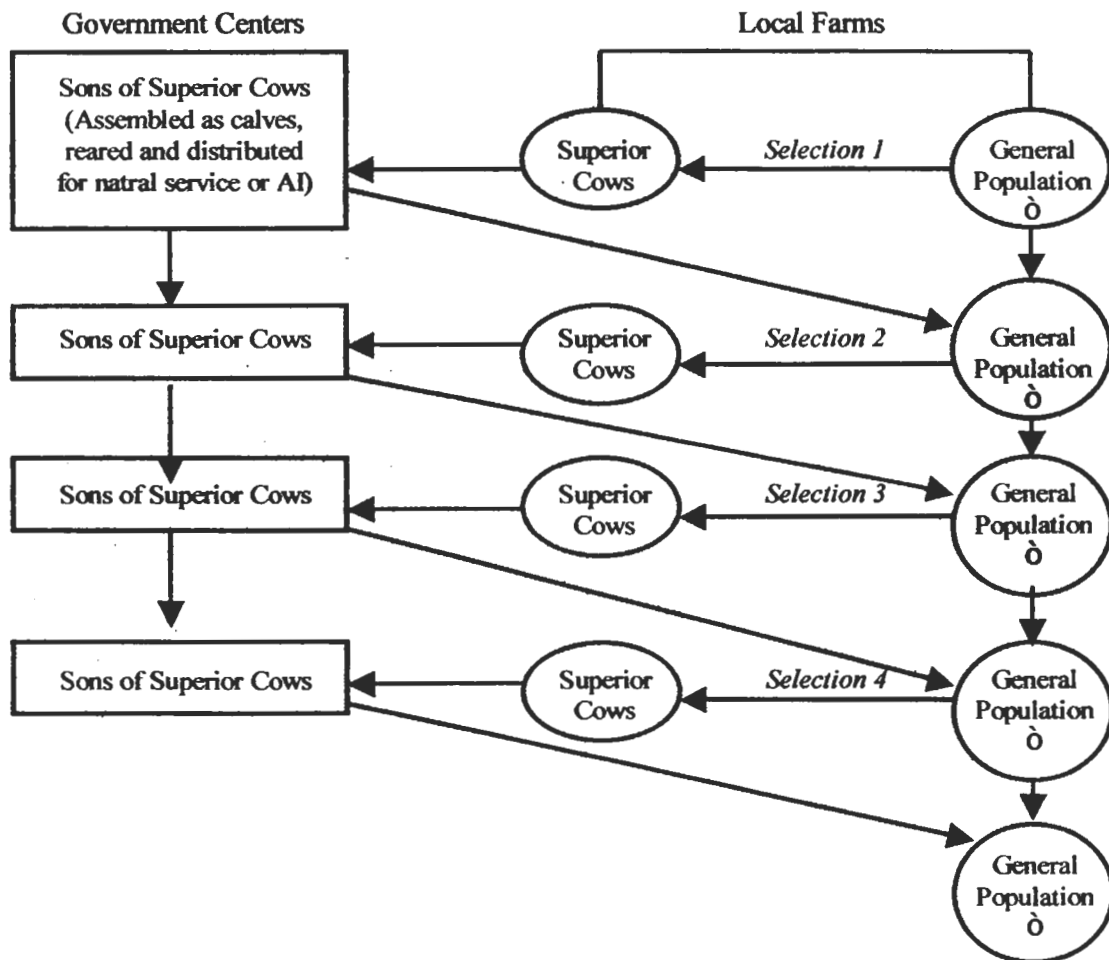 Government Centers
Local Farms
Sons of Superior Cows
(Assembled as calves,
reared and distributed
for natral service or AI)
Superior
Cows
Selection 1
General
Population
Ò
Sons of Superior Cows
Superior
Cows
Selection 2
General
Population
Ò
Sons of Superior Cows
Superior
Cows
Selection 3
General
Population
Ò
Sons of Superior Cows
Superior
Cows
Selection 4
General
Population
Ò
General
Population
Ò